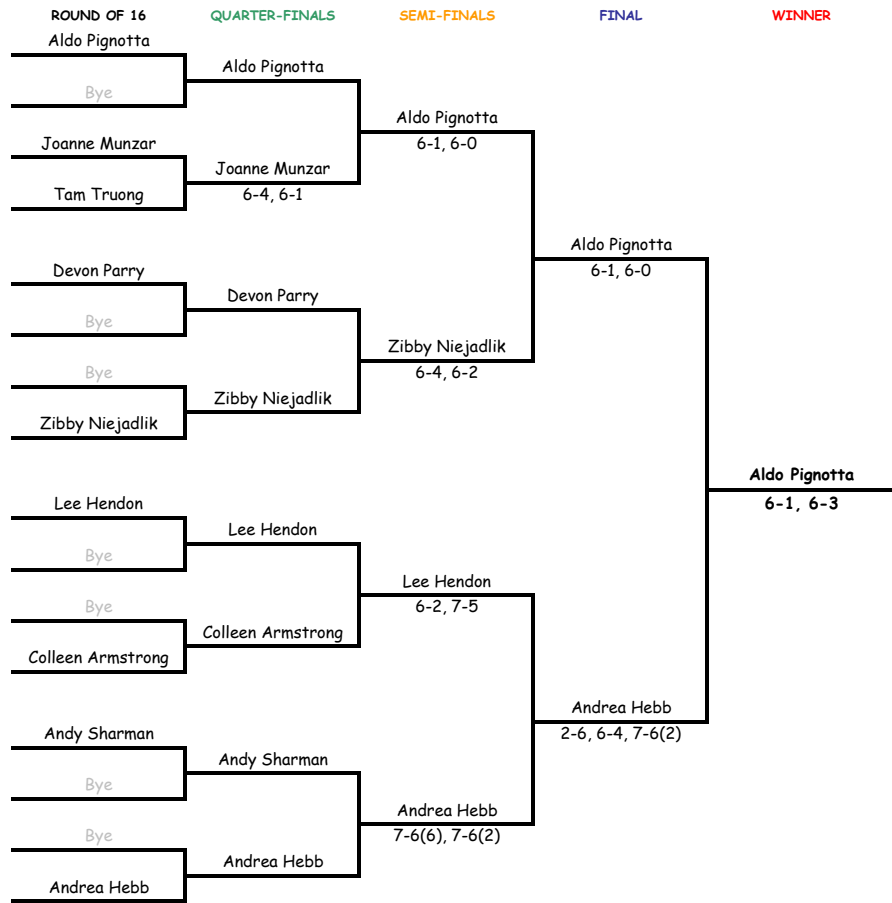 ROUND OF 16 QUARTER-FINALS SEMI-FINALS FINAL WINNER
Aldo Pignotta
Aldo Pignotta
Bye
Aldo Pignotta
6-1, 6-0
Joanne Munzar
Joanne Munzar
Tam Truong
6-4, 6-1
Aldo Pignotta
6-1, 6-0
Devon Parry
Devon Parry
Bye
Zibby Niejadlik
6-4, 6-2
Bye
Zibby Niejadlik
Zibby Niejadlik
Aldo Pignotta
6-1, 6-3
Lee Hendon
Lee Hendon
Bye
Lee Hendon
6-2, 7-5
Bye
Colleen Armstrong
Colleen Armstrong
Andrea Hebb
2-6, 6-4, 7-6(2)
Andy Sharman
Andy Sharman
Bye
Andrea Hebb
7-6(6), 7-6(2)
Bye
Andrea Hebb
Andrea Hebb